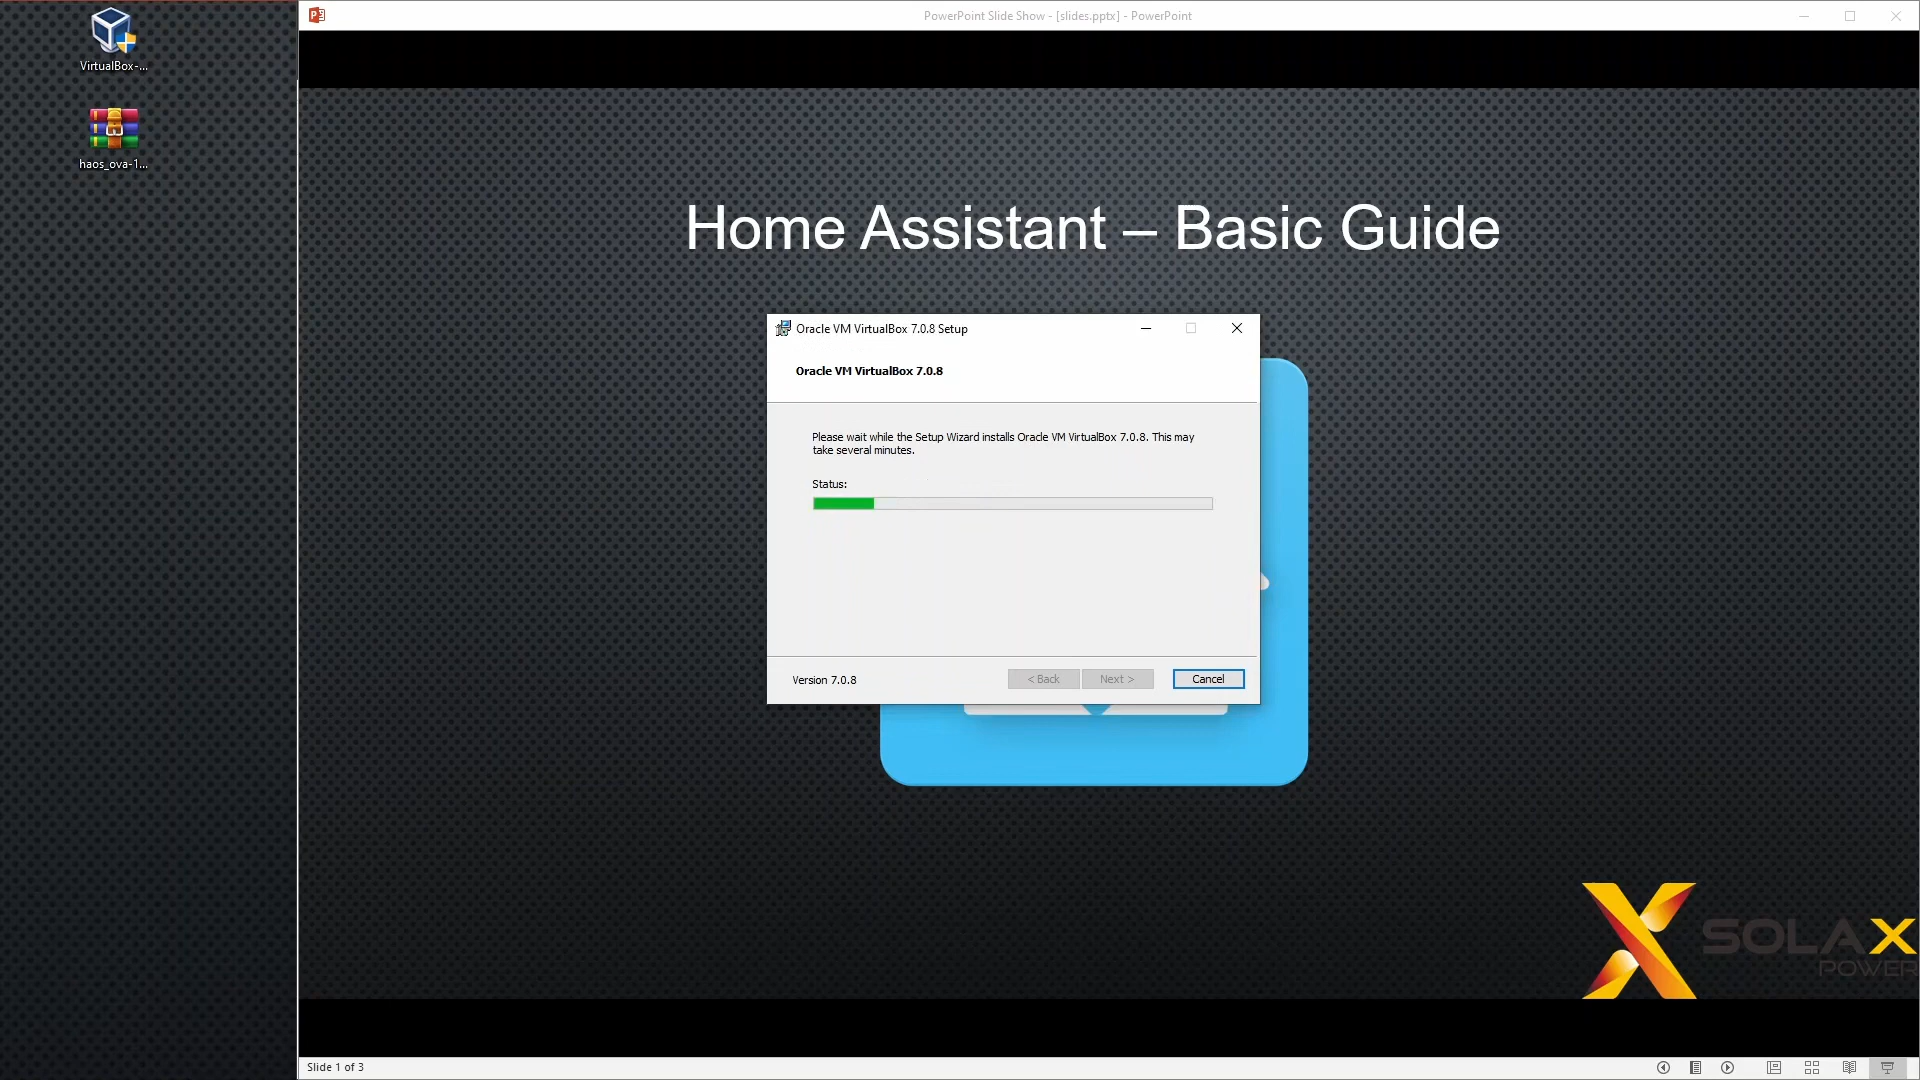 VirtualBox-...
haos_ova-1...
PowerPoint Slide Show - [slides.pptx] - PowerPoint
Home Assistant – Basic Guide
Oracle VM VirtualBox 7.0.8 Setup
Oracle VM VirtualBox 7.0.8
Please wait while the Setup Wizard installs Oracle VM VirtualBox 7.0.8. This may
take several minutes.
Status:
Version 7.0.8
< Back
Next >
Cancel
SOLAX
POWER
Slide 1 of 3